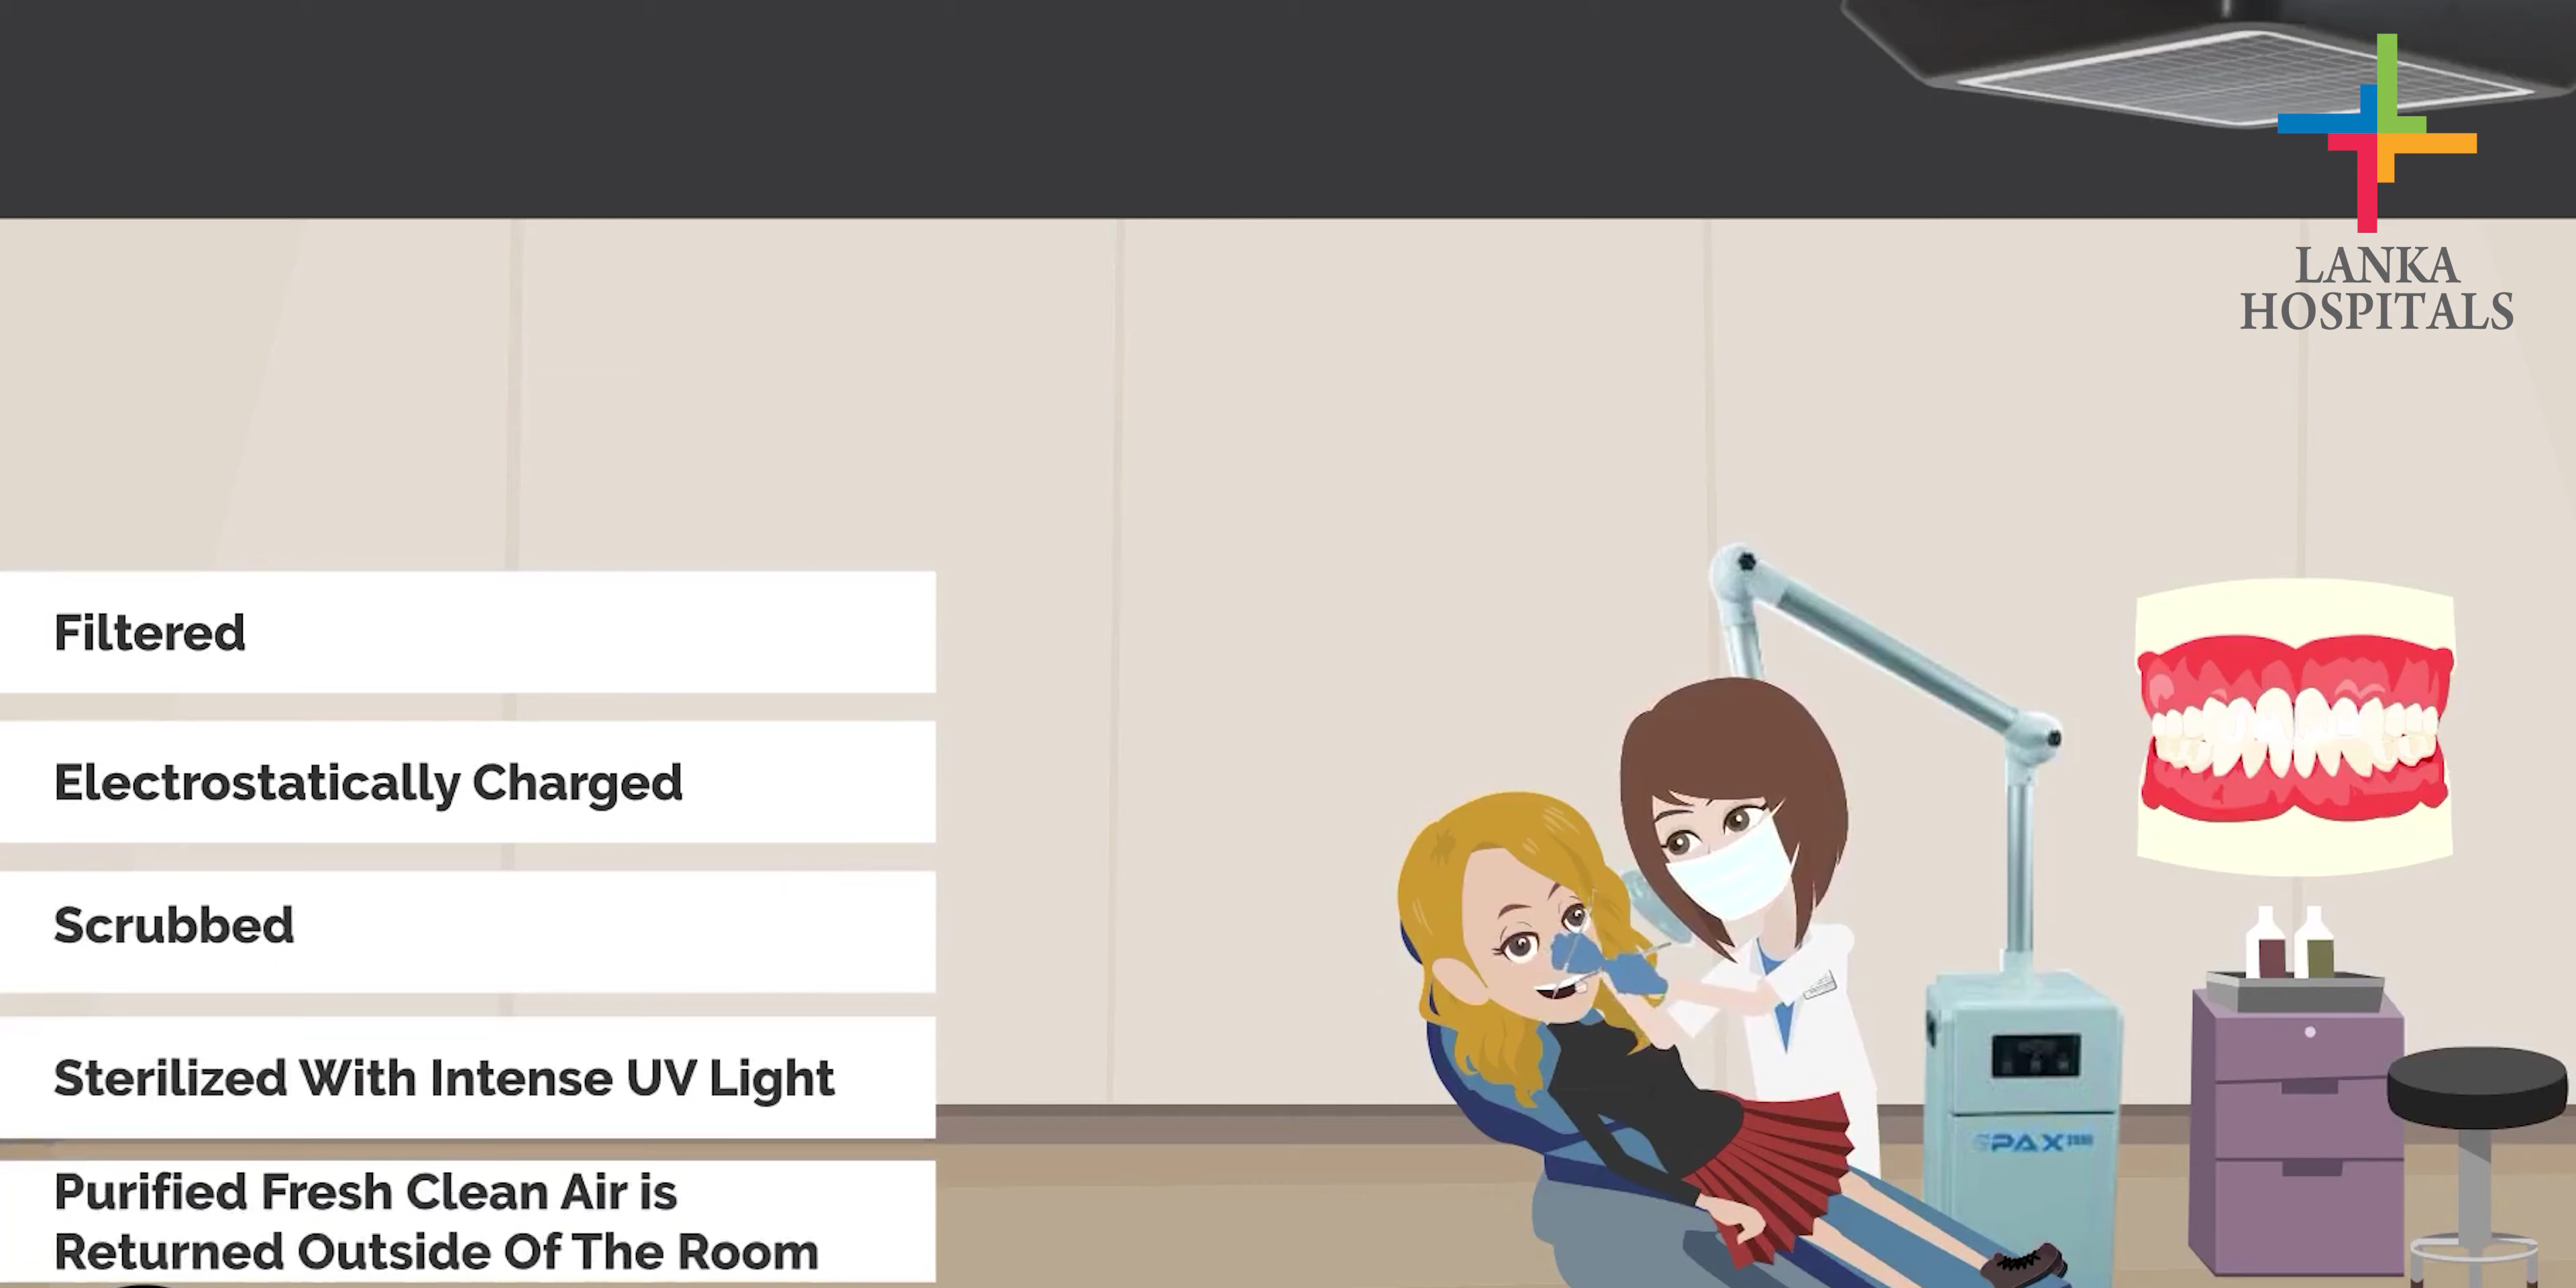 LANKA
HOSPITALS
Filtered
Electrostatically Charged
Scrubbed
Sterilized With Intense UV Light
Purified Fresh Clean Air is
Returned Outside Of The Room
PAX